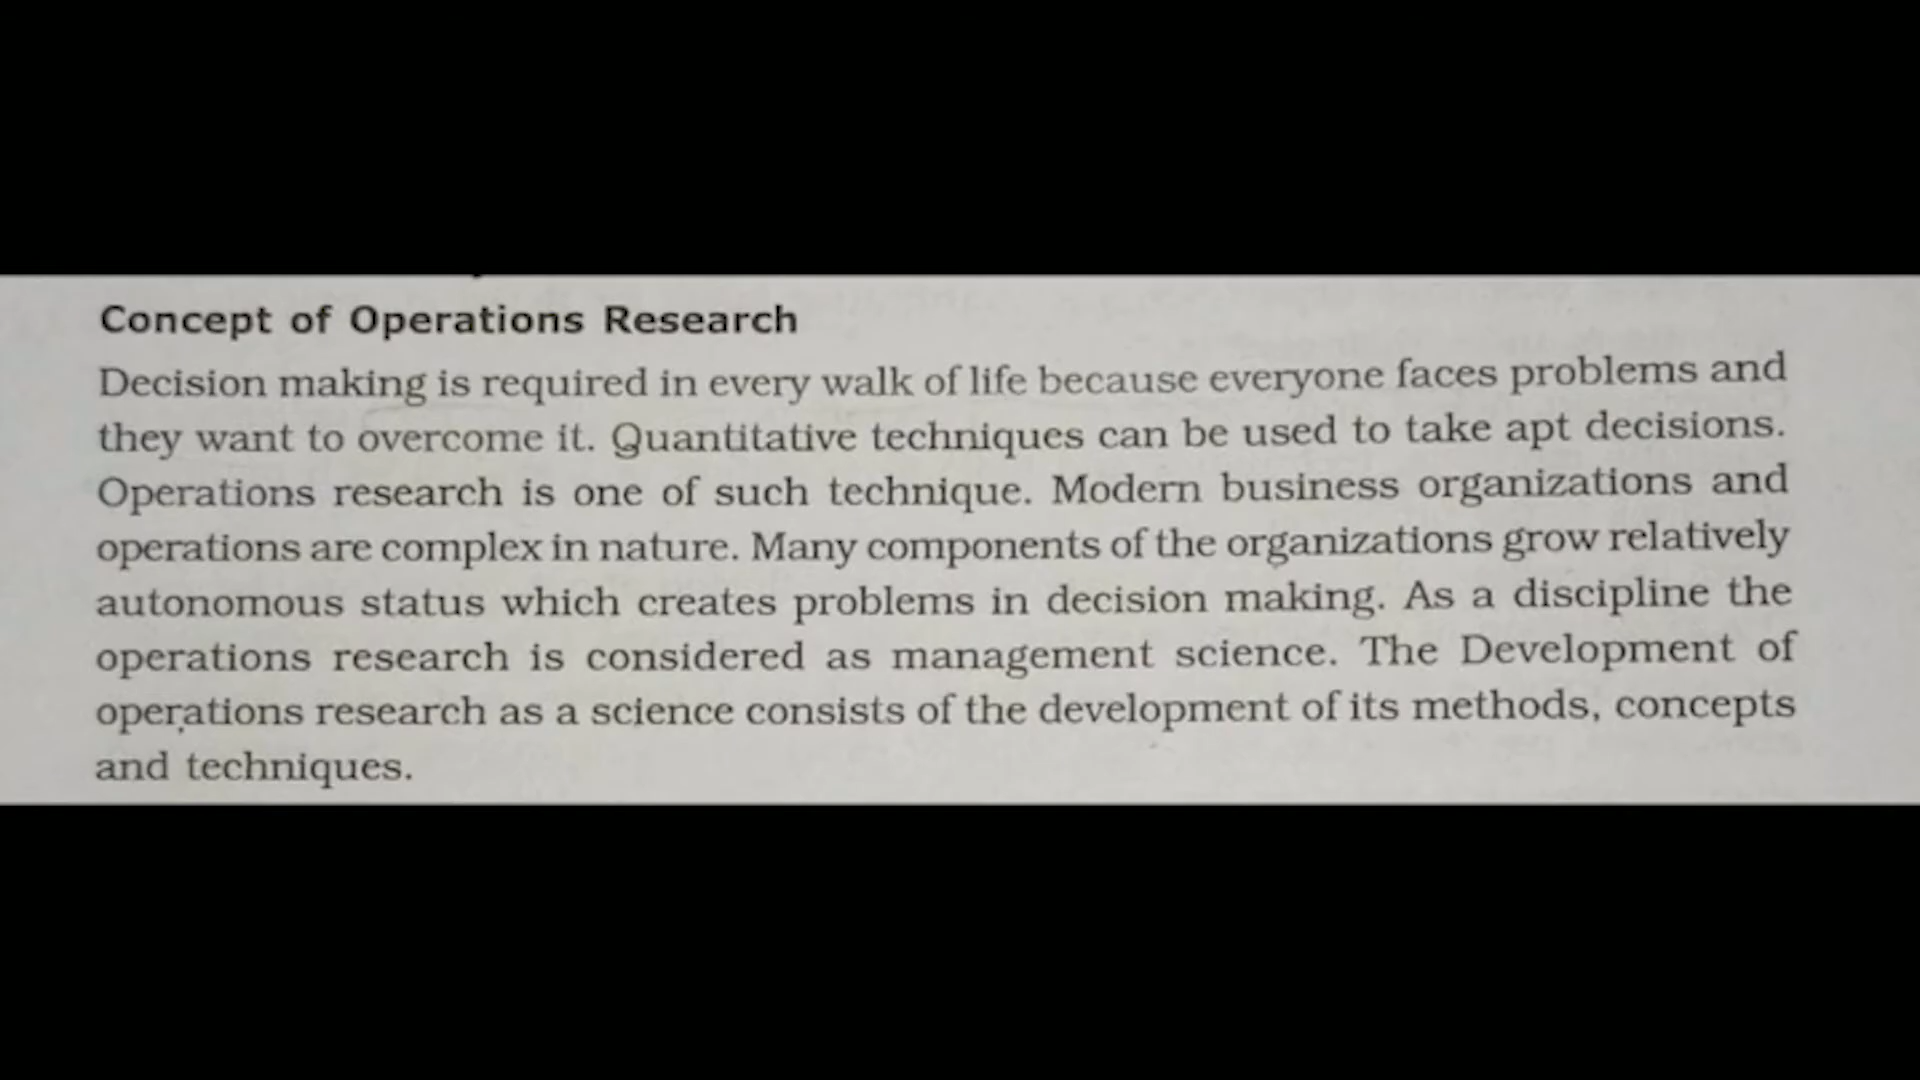 Concept of Operations Research
Decision making is required in every walk of life because everyone faces problems and
they want to overcome it. Quantitative techniques can be used to take apt decisions.
Operations research is one of such technique. Modern business organizations and
operations are complex in nature. Many components of the organizations grow relatively
autonomous status which creates problems in decision making. As a discipline the
operations research is considered as management science. The Development of
operations research as a science consists of the development of its methods, concepts
and techniques.